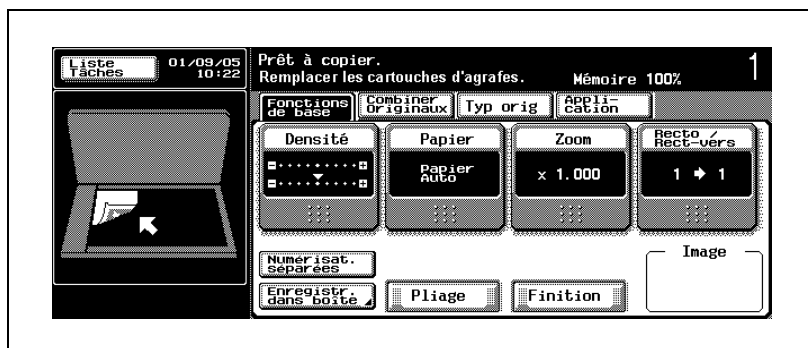 Liste
Tâches
01/09/05
10:22
Prêt à copier.
Remplacer les cartouches d'agrafes.
Mémoire 100%
1
Fonctions
de base
Combiner
Originaux
Typ orig
Appli-
cation
Densité
Papier
Zoom
Recto /
Rect-vers
Papier
Auto
× 1.000
1 ➔ 1
Numérisat.
séparées
Image
Enregistr.
dans boîte
Pliage
Finition